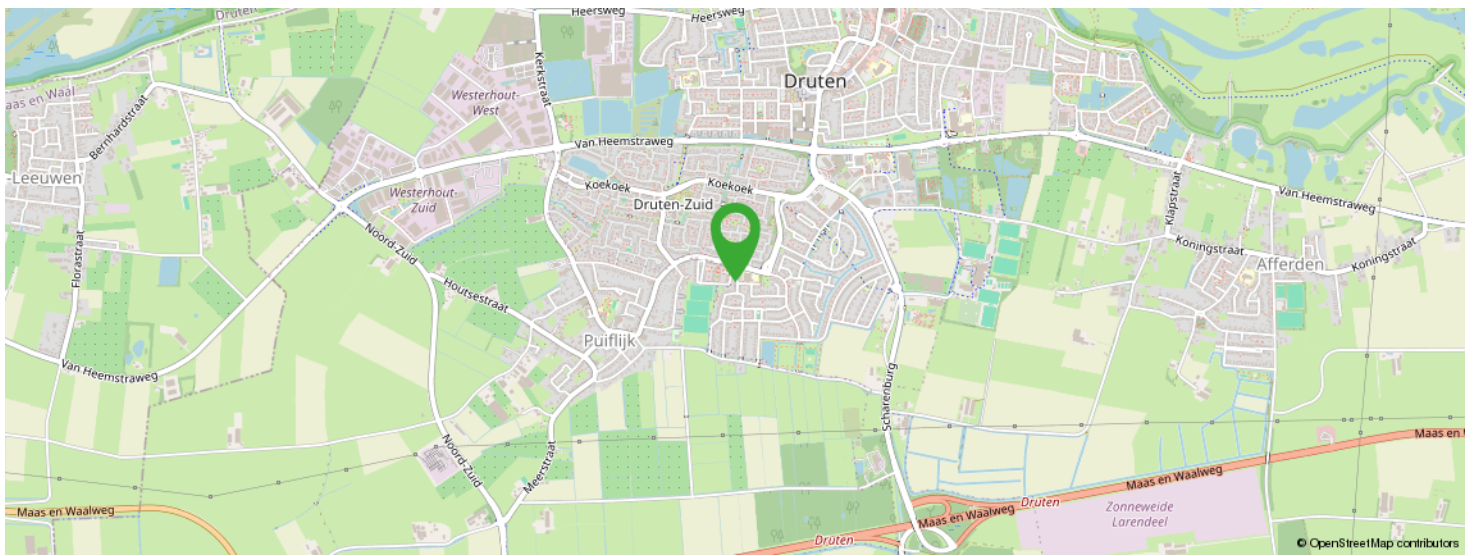 Heersweg
Heersweg
Druten
Kerkstraat
Druten
Maas en Waal
Westerhout-
West
Bernhardstraat
Van Heemstraweg
-Leeuwen
Koekoek
Koekoek
Westerhout-
Zuid
Druten-Zuid
Klapstraat
Van Heemstraweg
Noord-Zuid
Florastraat
Koningstraat
Koningstraat
Afferden
Houtsestraat
Puiflijk
Van Heemstraweg
Scharenburg
Noord-Zuid
Meerstraat
Maas en W
Maas en Waalweg
Maas en Waalweg
Druten
Maas en Waalweg
Zonneweide
Larendeel
Druten
© OpenStreetMap contributors